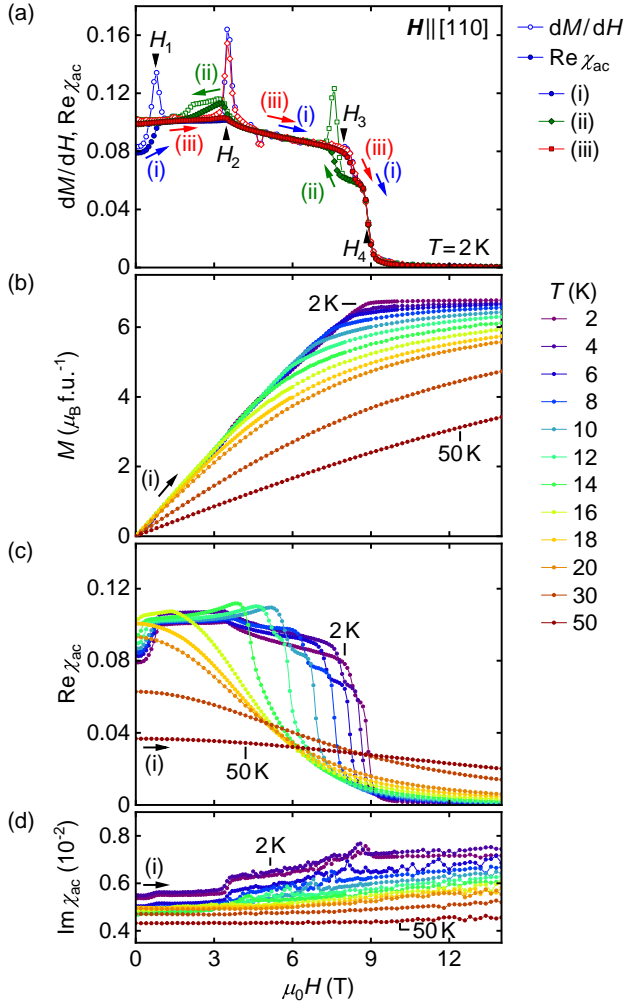 (a)
H₁
H∥[110]
dM/dH
Re χac
(i)
(ii)
(iii)
dM/dH, Re χac
0.16
0.12
0.08
0.04
0
(ii)
(iii)
(i)
H₃
(i)
(iii)
H₂
(ii)
(iii)
(i)
H₄
T = 2 K
(b)
M (μB f.u.⁻¹)
6
4
2
0
2 K
50 K
(i)
T (K)
2
4
6
8
10
12
14
16
18
20
30
50
(c)
Re χac
0.12
0.08
0.04
0
2 K
50 K
(i)
(d)
Im χac (10⁻²)
0.8
0.6
0.4
(i)
2 K
50 K
0 3 6 9 12
μ₀H (T)